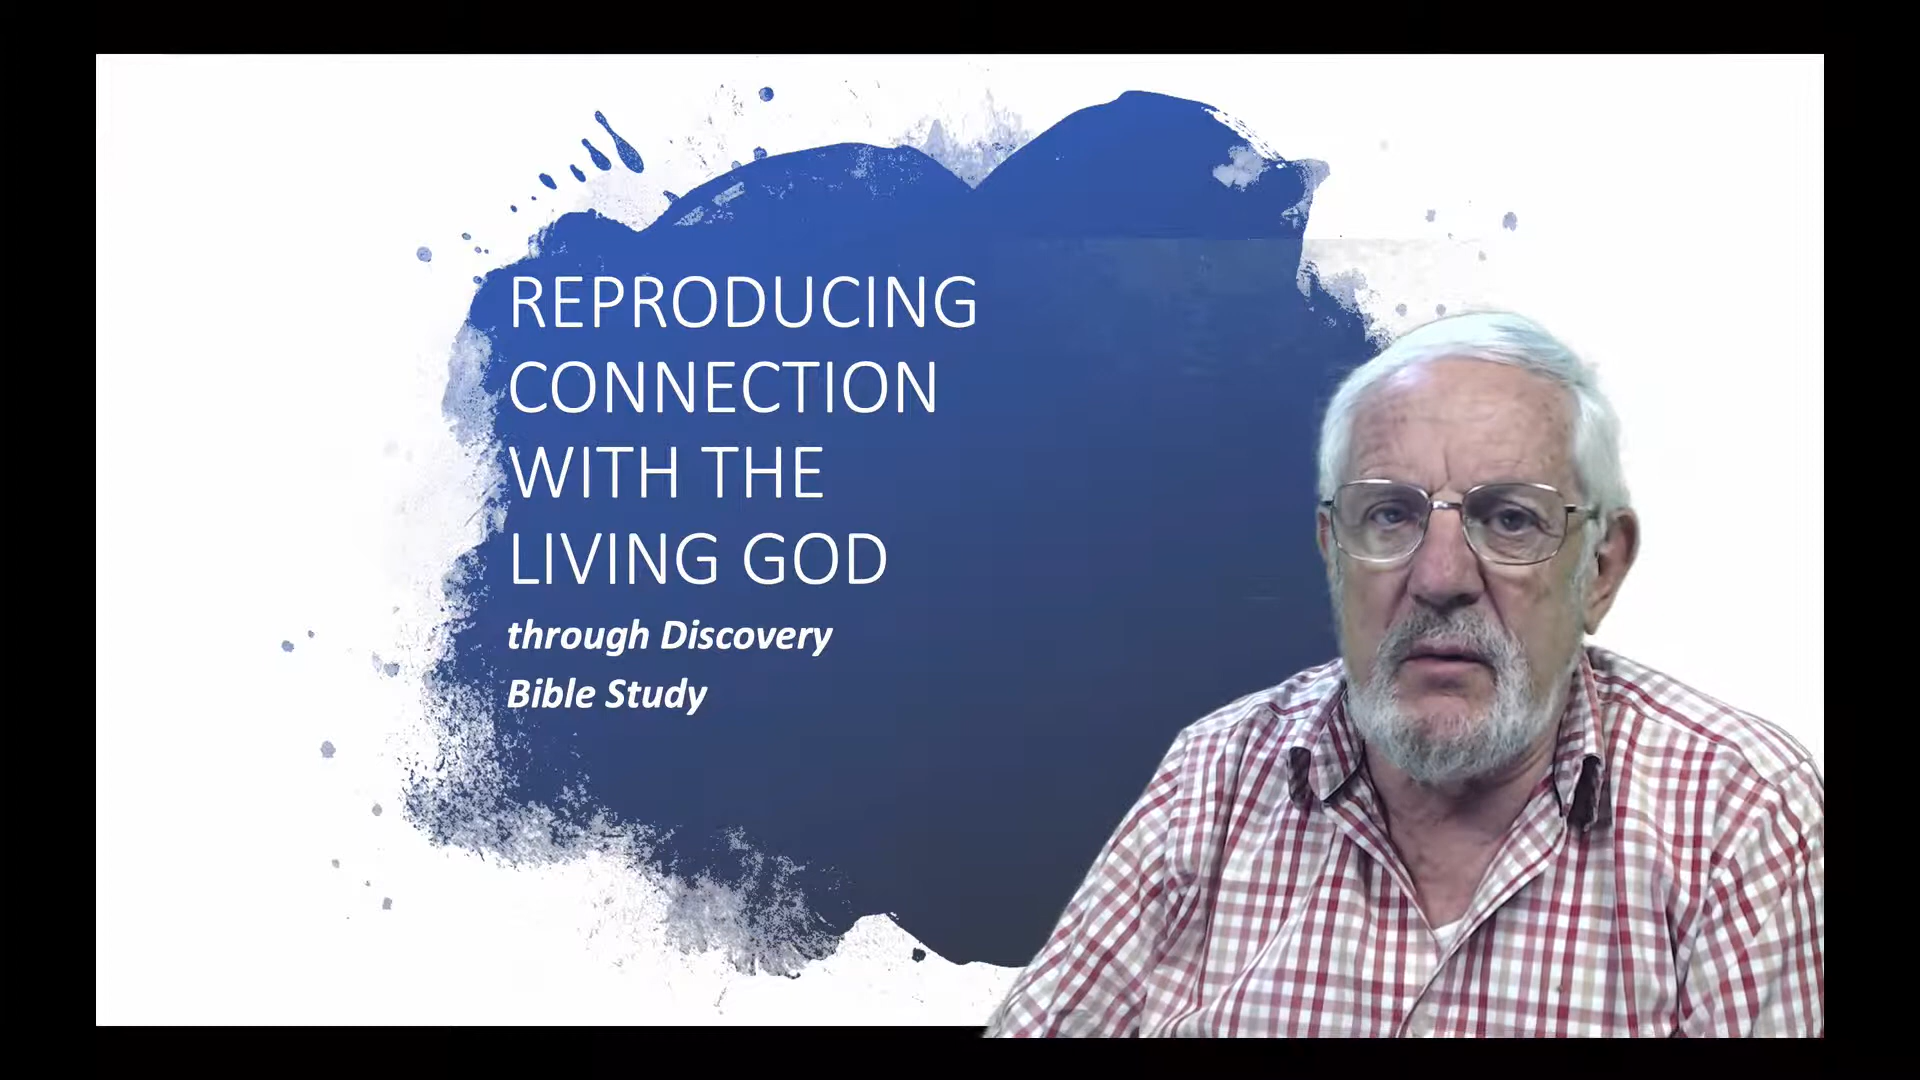 REPRODUCING
CONNECTION
WITH THE
LIVING GOD
through Discovery
Bible Study